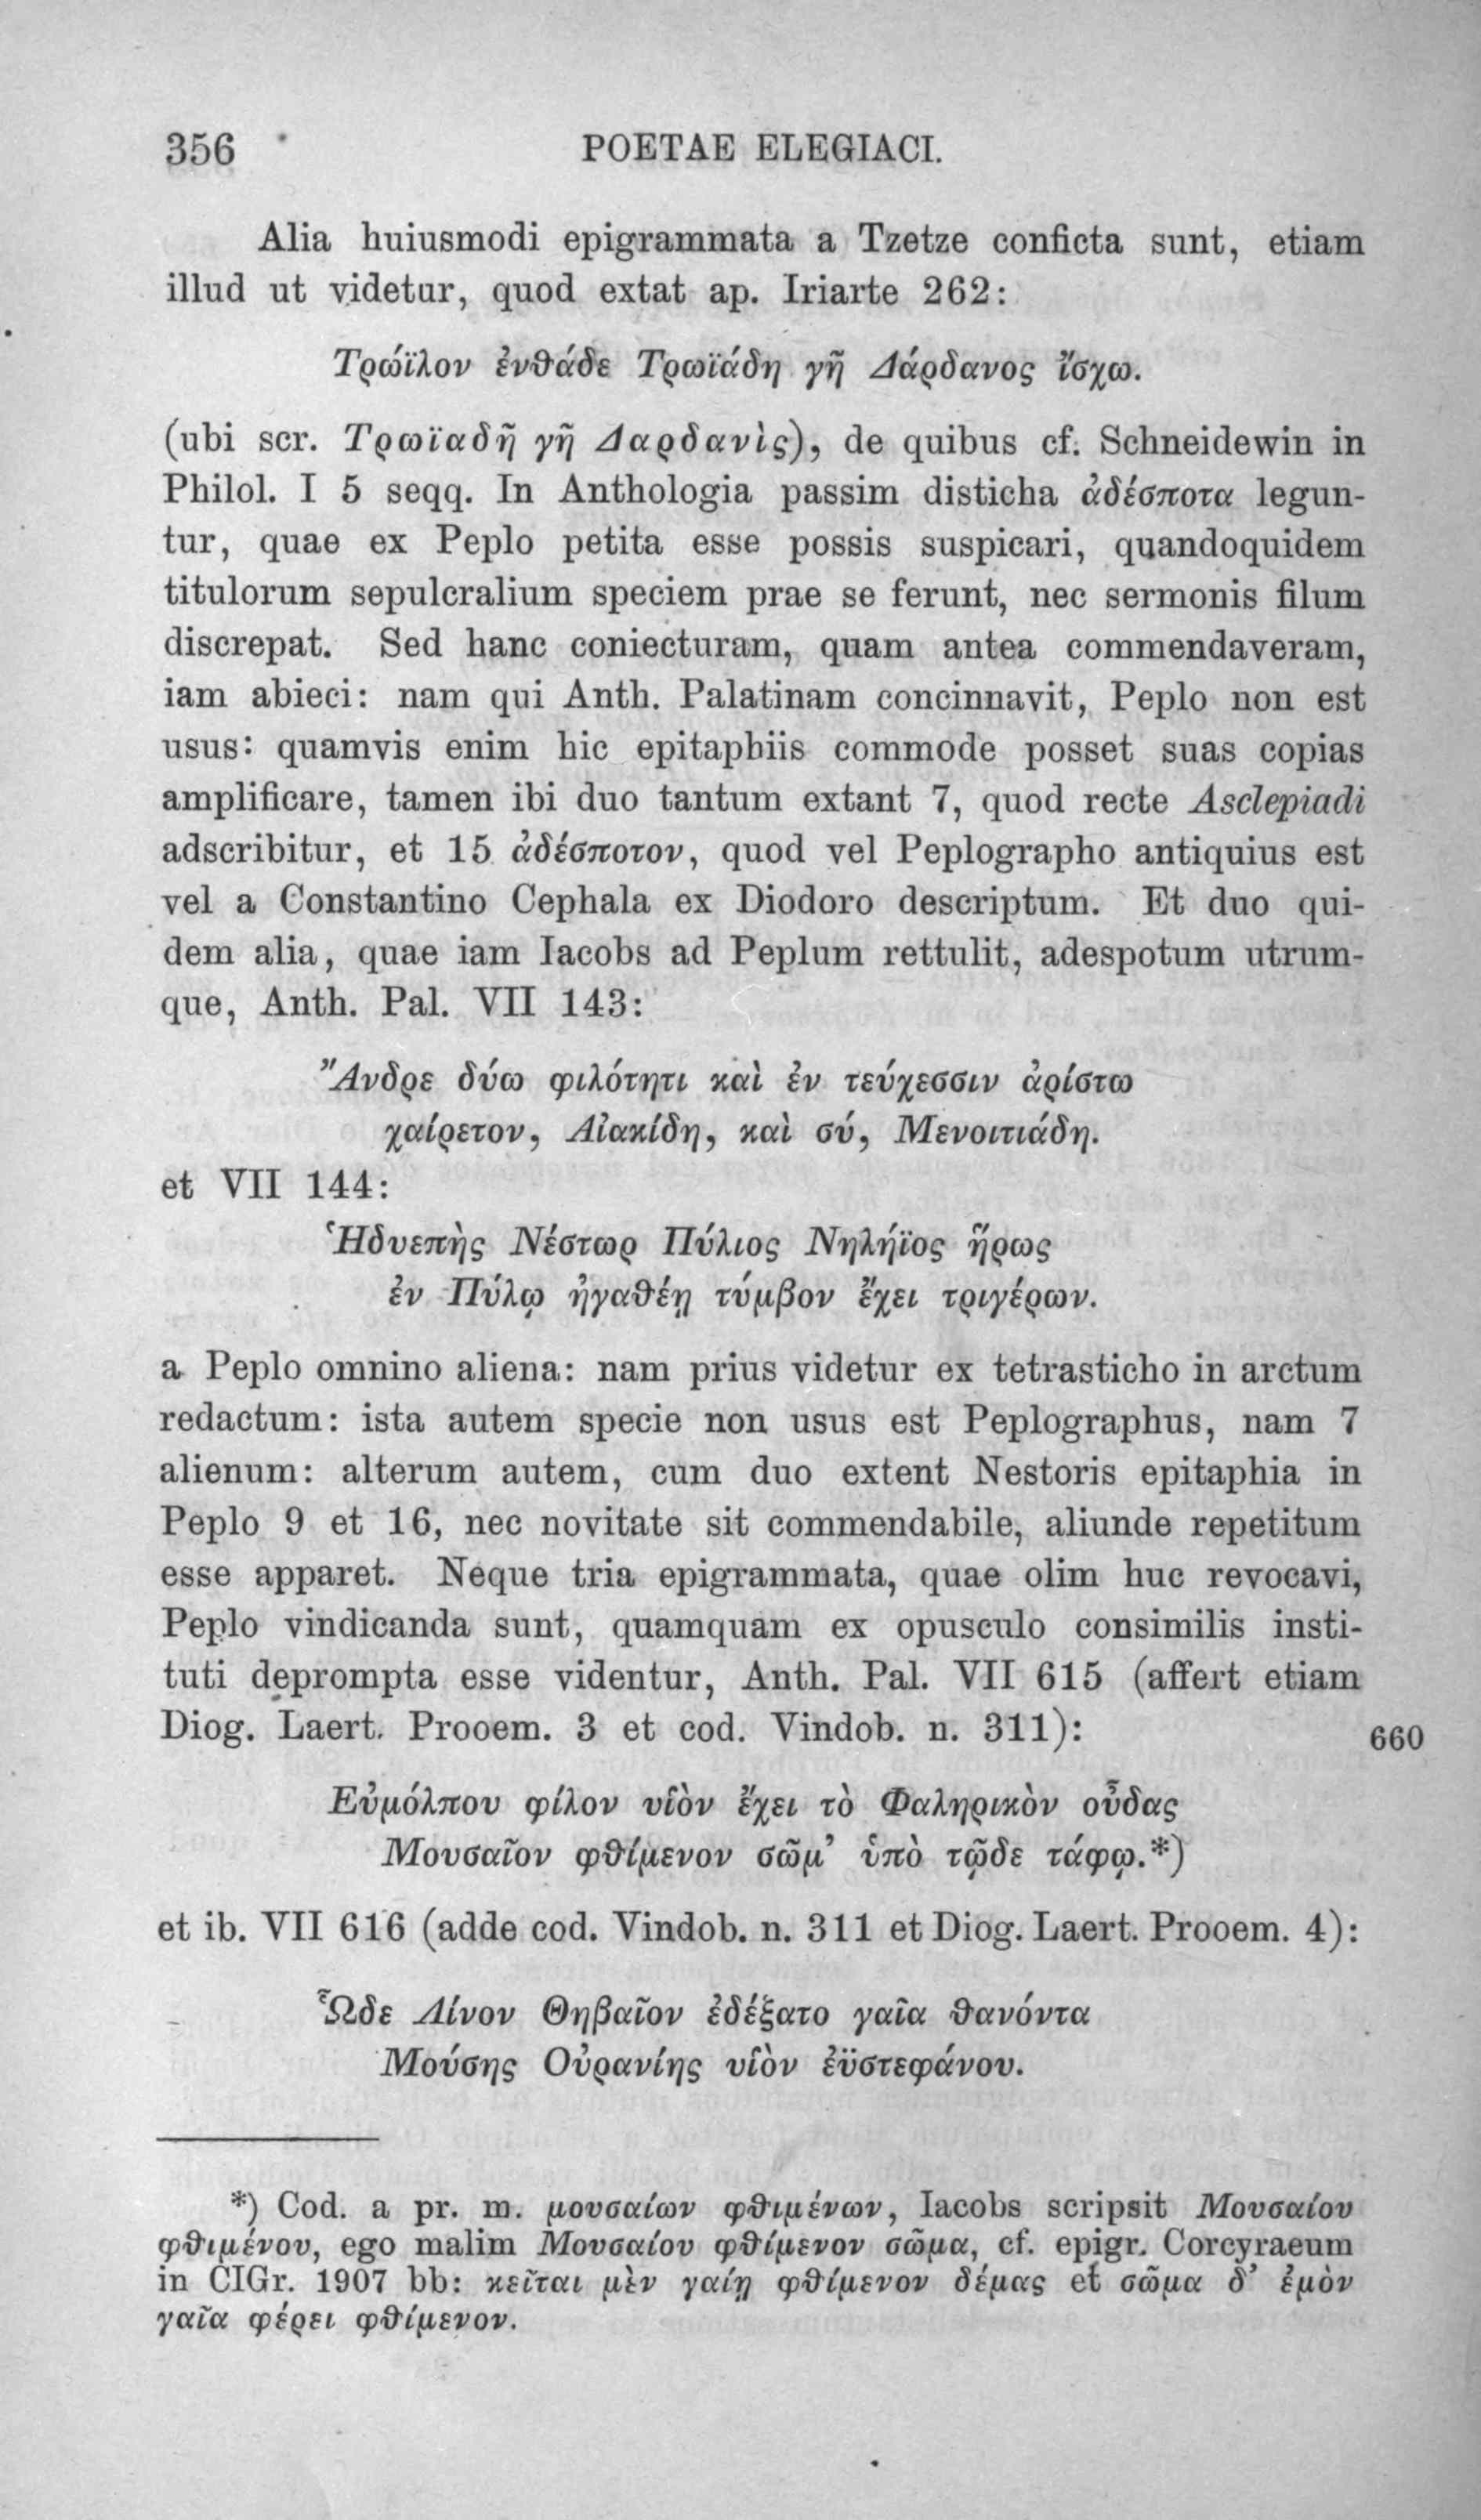 356 POETAE ELEGIACI.
Alia huiusmodi epigrammata a Tzetze conficta sunt, etiam
illud ut videtur, quod extat ap. Iriarte 262:
Τρώϊλον ἐνθάδε Τρωϊάδη γῆ Δάρδανος ἴσχω.
(ubi scr. Τρωϊαδῆ γῆ Δαρδανὶς), de quibus cf. Schneidewin in
Philol. I 5 seqq. In Anthologia passim disticha ἀδέσποτα legun-
tur, quae ex Peplo petita esse possis suspicari, quandoquidem
titulorum sepulcralium speciem prae se ferunt, nec sermonis filum
discrepat. Sed hanc coniecturam, quam antea commendaveram,
iam abieci: nam qui Anth. Palatinam concinnavit, Peplo non est
usus: quamvis enim hic epitaphiis commode posset suas copias
amplificare, tamen ibi duo tantum extant 7, quod recte Asclepiadi
adscribitur, et 15 ἀδέσποτον, quod vel Peplographo antiquius est
vel a Constantino Cephala ex Diodoro descriptum. Et duo qui-
dem alia, quae iam Iacobs ad Peplum rettulit, adespotum utrum-
que, Anth. Pal. VII 143:
Ἄνδρε δύω φιλότητι καὶ ἐν τεύχεσσιν ἀρίστω
χαίρετον, Αἰακίδη, καὶ σύ, Μενοιτιάδη.
et VII 144:
Ἡδυεπὴς Νέστωρ Πύλιος Νηλήϊος ἥρως
ἐν Πύλῳ ἠγαθέῃ τύμβον ἔχει τριγέρων.
a Peplo omnino aliena: nam prius videtur ex tetrasticho in arctum
redactum: ista autem specie non usus est Peplographus, nam 7
alienum: alterum autem, cum duo extent Nestoris epitaphia in
Peplo 9 et 16, nec novitate sit commendabile, aliunde repetitum
esse apparet. Neque tria epigrammata, quae olim huc revocavi,
Peplo vindicanda sunt, quamquam ex opusculo consimilis insti-
tuti deprompta esse videntur, Anth. Pal. VII 615 (affert etiam
Diog. Laert. Prooem. 3 et cod. Vindob. n. 311): 660
Εὐμόλπου φίλον υἱὸν ἔχει τὸ Φαληρικὸν οὖδας
Μουσαῖον φθίμενον σῶμ’ ὑπὸ τῷδε τάφῳ.*)
et ib. VII 616 (adde cod. Vindob. n. 311 et Diog. Laert. Prooem. 4):
Ὧδε Λίνον Θηβαῖον ἐδέξατο γαῖα θανόντα
Μούσης Οὐρανίης υἱὸν ἐϋστεφάνου.
*) Cod. a pr. m. μουσαίων φθιμένων, Iacobs scripsit Μουσαίου
φθιμένου, ego malim Μουσαίου φθίμενον σῶμα, cf. epigr. Corcyraeum
in CIGr. 1907 bb: κεῖται μὲν γαίῃ φθίμενον δέμας et σῶμα δ’ ἐμὸν
γαῖα φέρει φθίμενον.